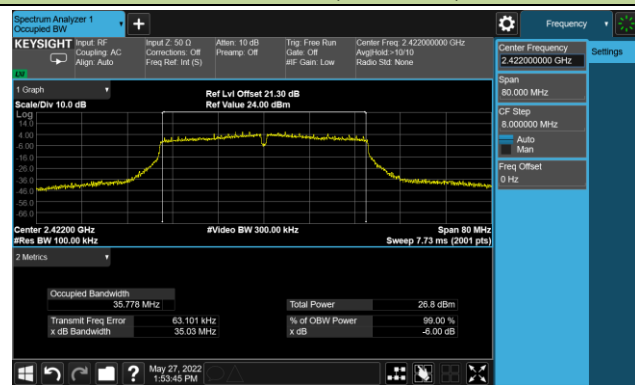 Spectrum Analyzer 1
Occupied BW
Frequency
KEYSIGHT
Input: RF
Coupling: AC
Align: Auto
Input Z: 50 Ω
Corrections: Off
Freq Ref: Int (S)
Atten: 10 dB
Preamp: Off
Trig: Free Run
Gate: Off
#IF Gain: Low
Center Freq: 2.422000000 GHz
Avg|Hold:>10/10
Radio Std: None
Center Frequency
2.422000000 GHz
Settings
Span
80.000 MHz
CF Step
8.000000 MHz
Auto
Man
Freq Offset
0 Hz
1 Graph
Scale/Div 10.0 dB
Ref Lvl Offset 21.30 dB
Ref Value 24.00 dBm
Log
14.0
4.00
-6.00
-16.0
-26.0
-36.0
-46.0
-56.0
-66.0
Center 2.42200 GHz
#Res BW 100.00 kHz
#Video BW 300.00 kHz
Span 80 MHz
Sweep 7.73 ms (2001 pts)
2 Metrics
Occupied Bandwidth
35.778 MHz
Total Power 26.8 dBm
Transmit Freq Error 63.101 kHz
% of OBW Power 99.00 %
x dB Bandwidth 35.03 MHz
x dB -6.00 dB
May 27, 2022
1:53:45 PM